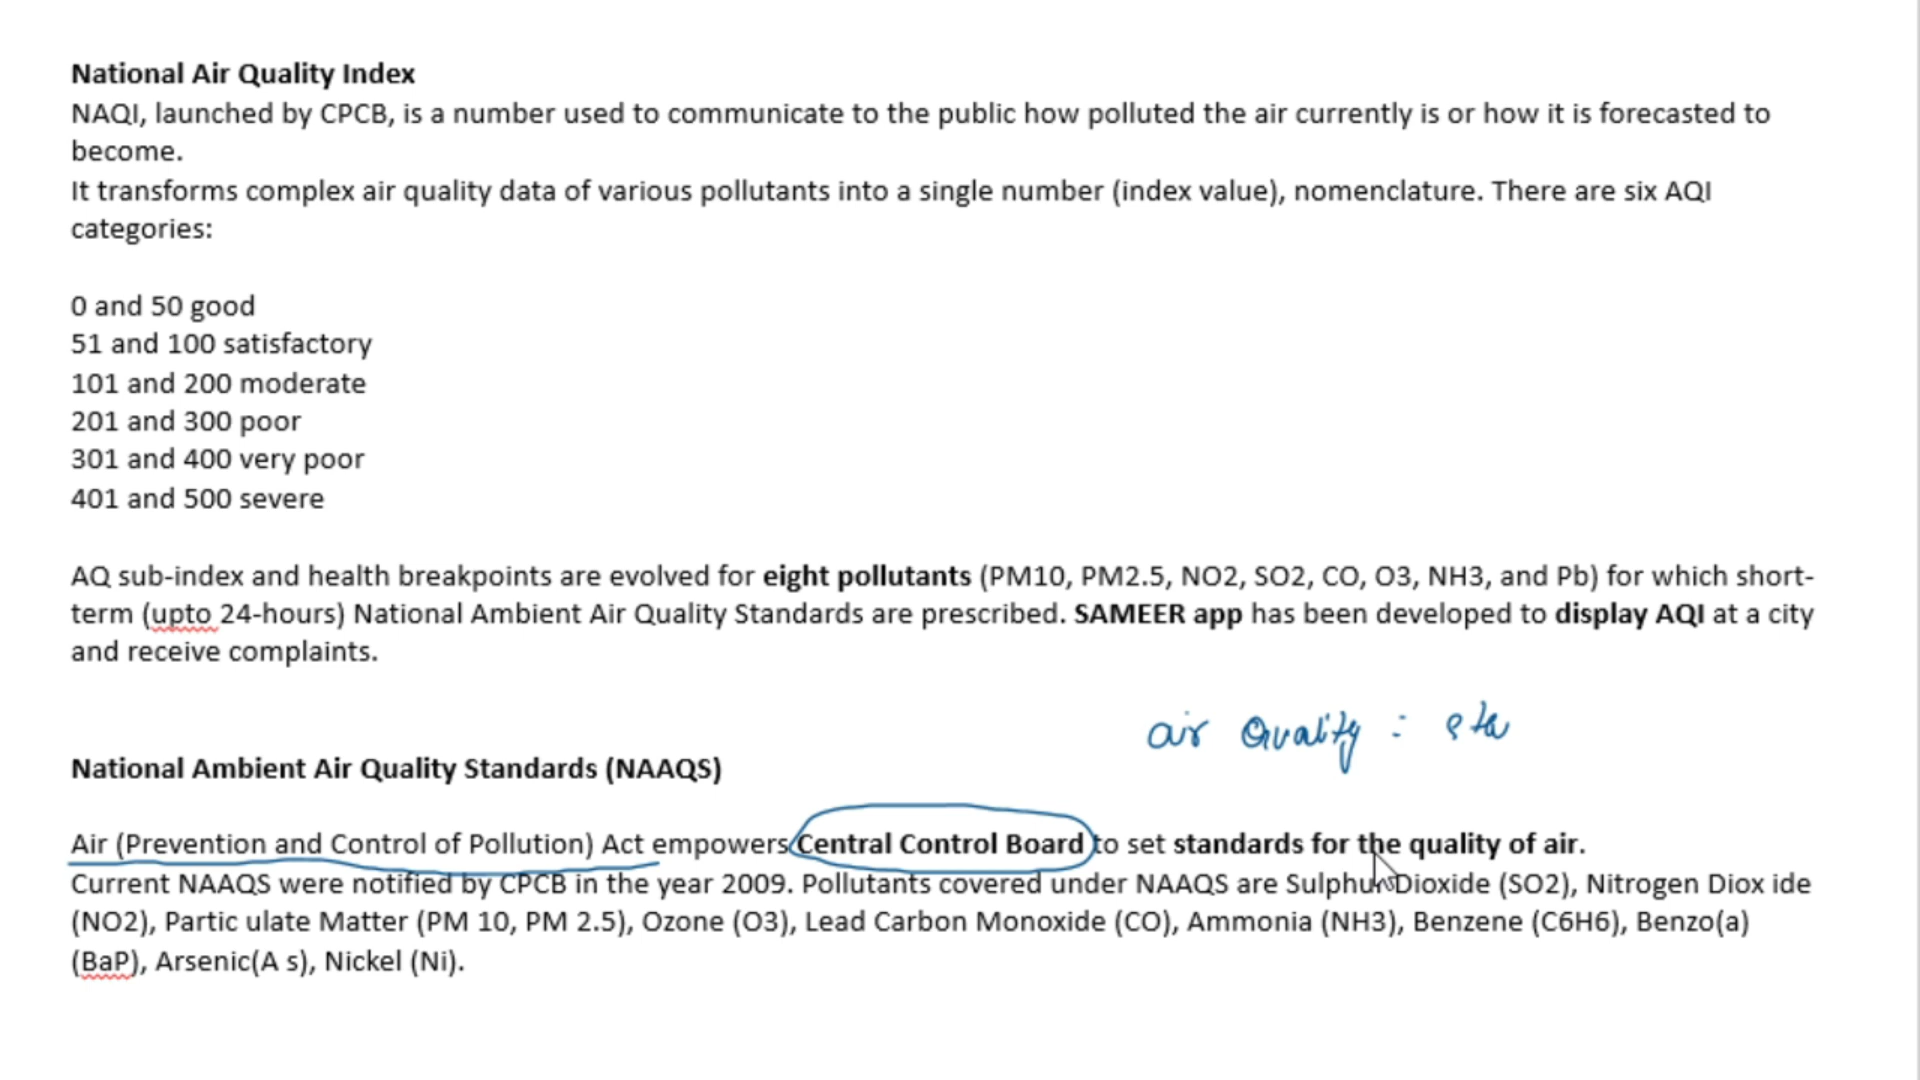 National Air Quality Index
NAQI, launched by CPCB, is a number used to communicate to the public how polluted the air currently is or how it is forecasted to
become.
It transforms complex air quality data of various pollutants into a single number (index value), nomenclature. There are six AQI
categories:
0 and 50 good
51 and 100 satisfactory
101 and 200 moderate
201 and 300 poor
301 and 400 very poor
401 and 500 severe
AQ sub-index and health breakpoints are evolved for eight pollutants (PM10, PM2.5, NO2, SO2, CO, O3, NH3, and Pb) for which short-
term (upto 24-hours) National Ambient Air Quality Standards are prescribed. SAMEER app has been developed to display AQI at a city
and receive complaints.
air Quality : sta
National Ambient Air Quality Standards (NAAQS)
Air (Prevention and Control of Pollution) Act empowers Central Control Board to set standards for the quality of air.
Current NAAQS were notified by CPCB in the year 2009. Pollutants covered under NAAQS are Sulphur Dioxide (SO2), Nitrogen Diox ide
(NO2), Partic ulate Matter (PM 10, PM 2.5), Ozone (O3), Lead Carbon Monoxide (CO), Ammonia (NH3), Benzene (C6H6), Benzo(a)
(BaP), Arsenic(A s), Nickel (Ni).